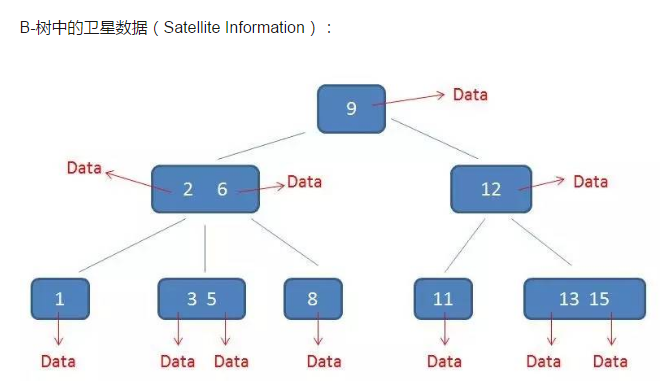 B-树中的卫星数据（Satellite Information）：
9 Data
Data 2 6 Data 12 Data
1 3 5 8 11 13 15
Data Data Data Data Data Data Data